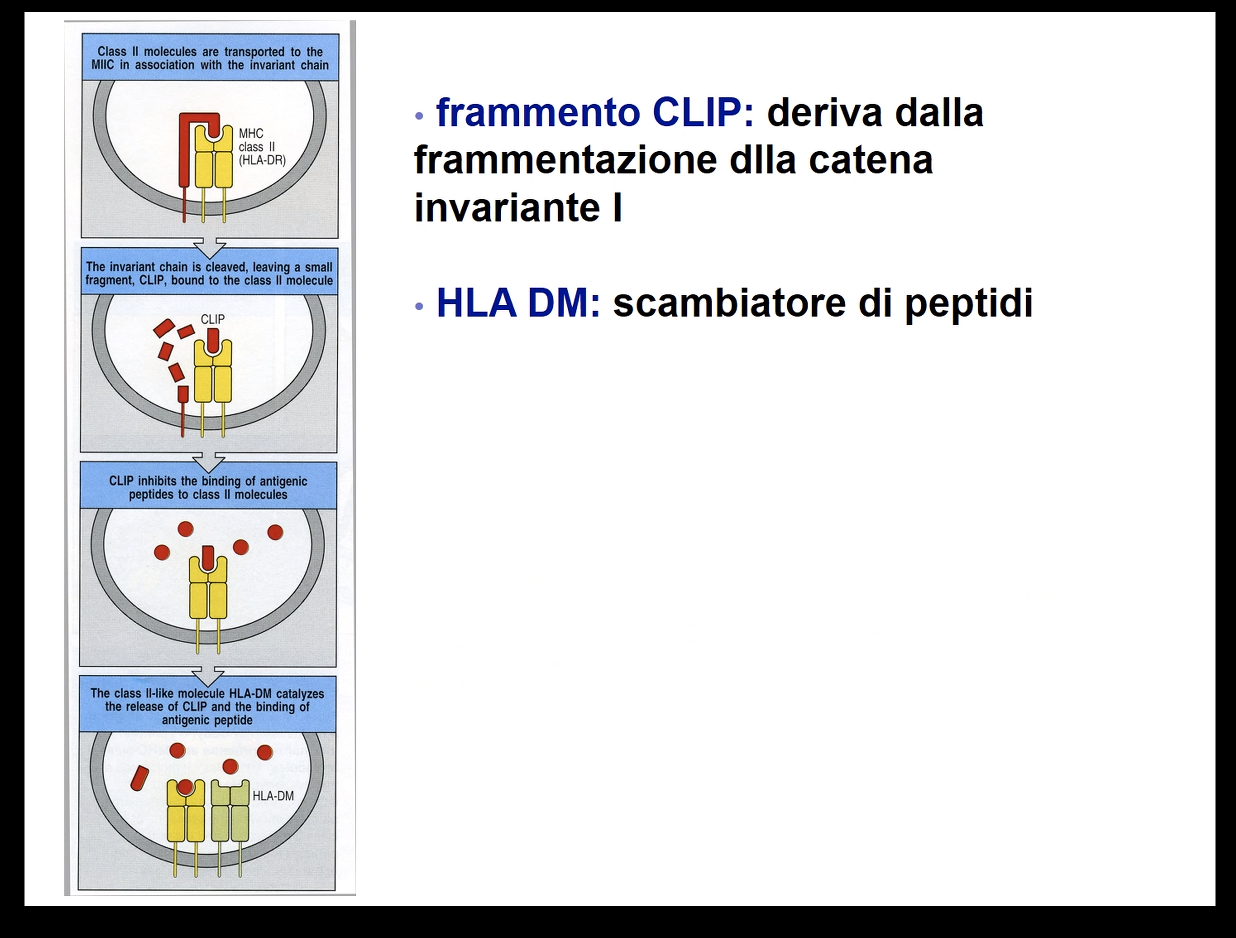 Class II molecules are transported to the
MIIC in association with the invariant chain
MHC
class II
(HLA-DR)
The invariant chain is cleaved, leaving a small
fragment, CLIP, bound to the class II molecule
CLIP
CLIP inhibits the binding of antigenic
peptides to class II molecules
The class II-like molecule HLA-DM catalyzes
the release of CLIP and the binding of
antigenic peptide
HLA-DM
• frammento CLIP: deriva dalla
frammentazione dlla catena
invariante I
• HLA DM: scambiatore di peptidi